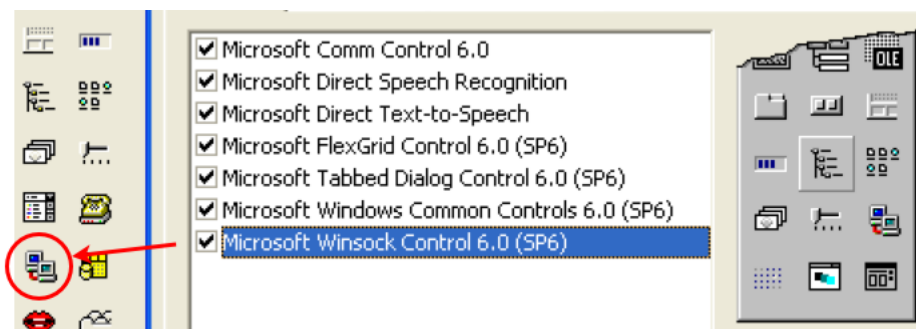 Microsoft Comm Control 6.0
Microsoft Direct Speech Recognition
Microsoft Direct Text-to-Speech
Microsoft FlexGrid Control 6.0 (SP6)
Microsoft Tabbed Dialog Control 6.0 (SP6)
Microsoft Windows Common Controls 6.0 (SP6)
Microsoft Winsock Control 6.0 (SP6)
OLE